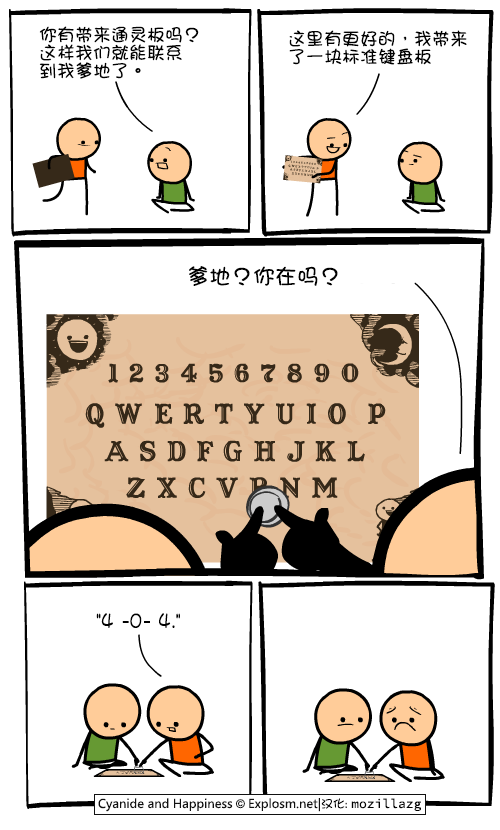 你有带来通灵板吗？
这样我们就能联系
到我爹地了。
这里有更好的，我带来
了一块标准键盘板
爹地？你在吗？
1 2 3 4 5 6 7 8 9 0
Q W E R T Y U I O P
A S D F G H J K L
Z X C V B N M
"4 -0- 4."
Cyanide and Happiness © Explosm.net|汉化: mozillazg